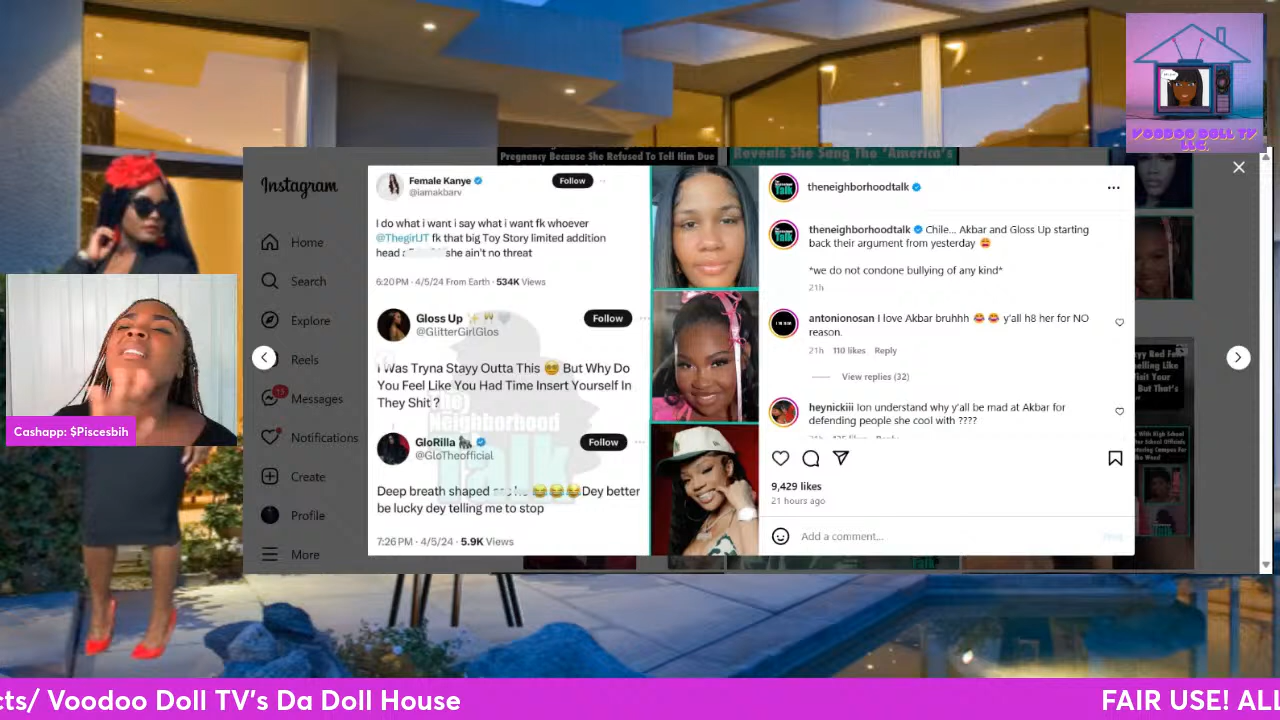 VOODOO DOLL TV
LLC.
Pregnancy Because She Refused To Tell Him Due
Reveals She Sang The 'America's
Instagram
Home
Search
Explore
Reels
15
Messages
Notifications
Create
Profile
More
Cashapp: $Piscesbih
Female Kanye
@iamakbarv
Follow
I do what i want i say what i want fk whoever
@ThegirlJT fk that big Toy Story limited addition
head
she ain't no threat
6:20 PM · 4/5/24 From Earth · 534K Views
Gloss Up
@GlitterGirlGlos
Follow
I Was Tryna Stayy Outta This 😵‍💫 But Why Do
You Feel Like You Had Time Insert Yourself In
They Shit ?
Neighborhood
GloRilla
@GloTheofficial
Follow
Deep breath shaped 😂😂😂Dey better
be lucky dey telling me to stop
7:26 PM · 4/5/24 · 5.9K Views
theneighborhoodtalk
theneighborhoodtalk Chile... Akbar and Gloss Up starting
back their argument from yesterday 😩
*we do not condone bullying of any kind*
21h
antonionosan I love Akbar bruhhh 😂😂 y'all h8 her for NO
reason.
21h 110 likes Reply
View replies (32)
heynickiii Ion understand why y'all be mad at Akbar for
defending people she cool with ????
9,429 likes
21 hours ago
Add a comment...
cts/ Voodoo Doll TV's Da Doll House
FAIR USE! ALL